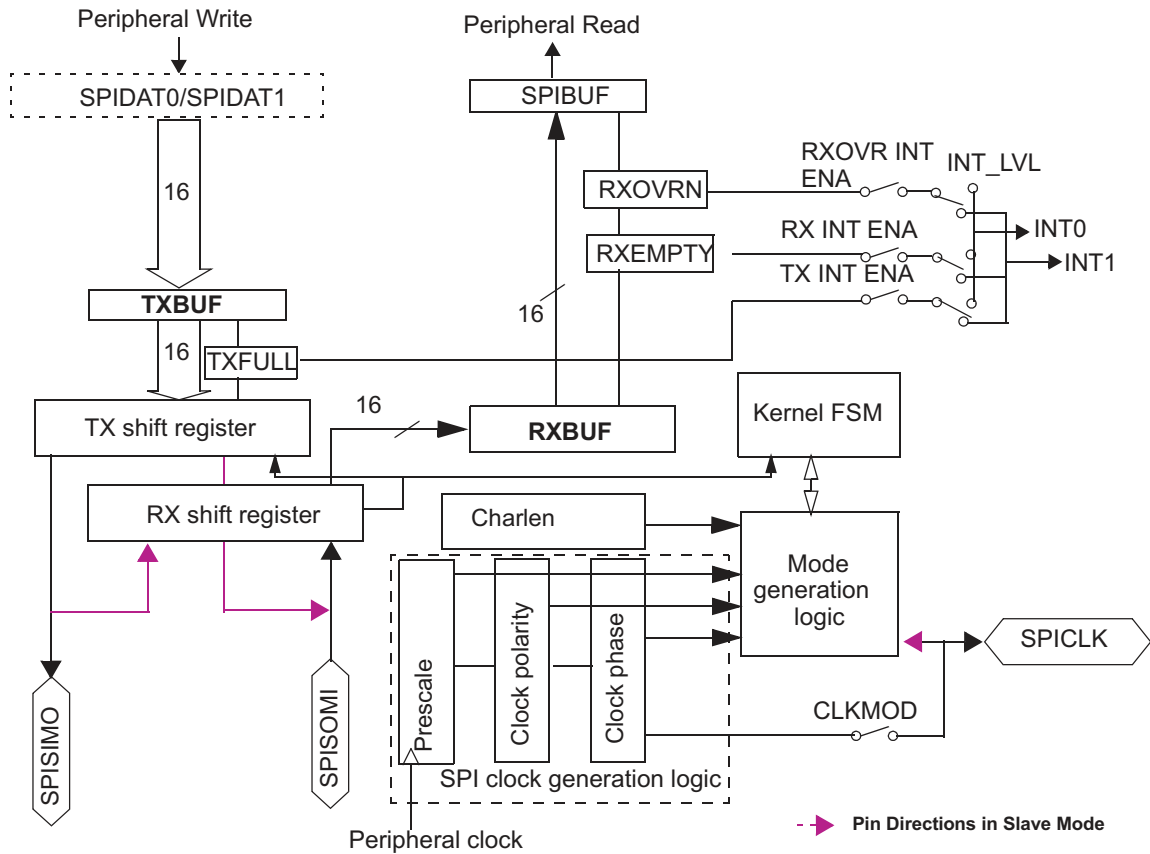 Peripheral Write
Peripheral Read
SPIDAT0/SPIDAT1
SPIBUF
16
RXOVR INT
ENA
INT_LVL
RXOVRN
RX INT ENA
INT0
RXEMPTY
INT1
TX INT ENA
TXBUF
16
16
TXFULL
16
Kernel FSM
TX shift register
RXBUF
RX shift register
Charlen
Mode
generation
logic
Prescale
Clock polarity
Clock phase
SPICLK
CLKMOD
SPISIMO
SPISOMI
SPI clock generation logic
Peripheral clock
Pin Directions in Slave Mode